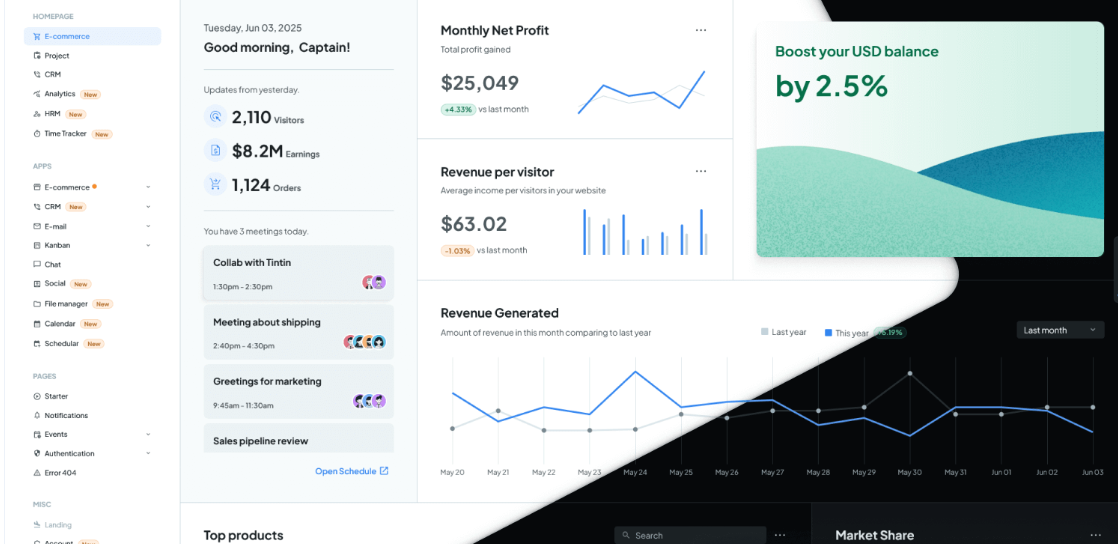 HOMEPAGE
E-commerce
Project
CRM
Analytics New
HRM New
Time Tracker New
APPS
E-commerce
CRM New
E-mail
Kanban
Chat
Social New
File manager New
Calendar New
Schedular New
PAGES
Starter
Notifications
Events
Authentication
Error 404
MISC
Landing
Account New
Tuesday, Jun 03, 2025
Good morning, Captain!
Updates from yesterday.
2,110 Visitors
$8.2M Earnings
1,124 Orders
You have 3 meetings today.
Collab with Tintin
1:30pm - 2:30pm
Meeting about shipping
2:40pm - 4:30pm
Greetings for marketing
9:45am - 11:30am
Sales pipeline review
Open Schedule
Monthly Net Profit
Total profit gained
$25,049
+4.33% vs last month
Revenue per visitor
Average income per visitors in your website
$63.02
-1.03% vs last month
Boost your USD balance
by 2.5%
Revenue Generated
Amount of revenue in this month comparing to last year
Last year
This year
Last month
May 20 May 21 May 22 May 23 May 24 May 25 May 26 May 27 May 28 May 29 May 30 May 31 Jun 01 Jun 02 Jun 03
Top products
Search
Market Share